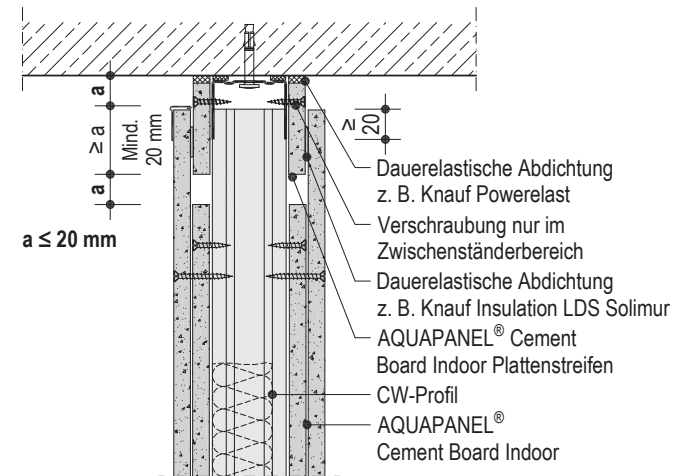 a
≥ a
Mind.
20 mm
a
a ≤ 20 mm
≥
20
Dauerelastische Abdichtung
z. B. Knauf Powerelast
Verschraubung nur im
Zwischenständerbereich
Dauerelastische Abdichtung
z. B. Knauf Insulation LDS Solimur
AQUAPANEL® Cement
Board Indoor Plattenstreifen
CW-Profil
AQUAPANEL®
Cement Board Indoor